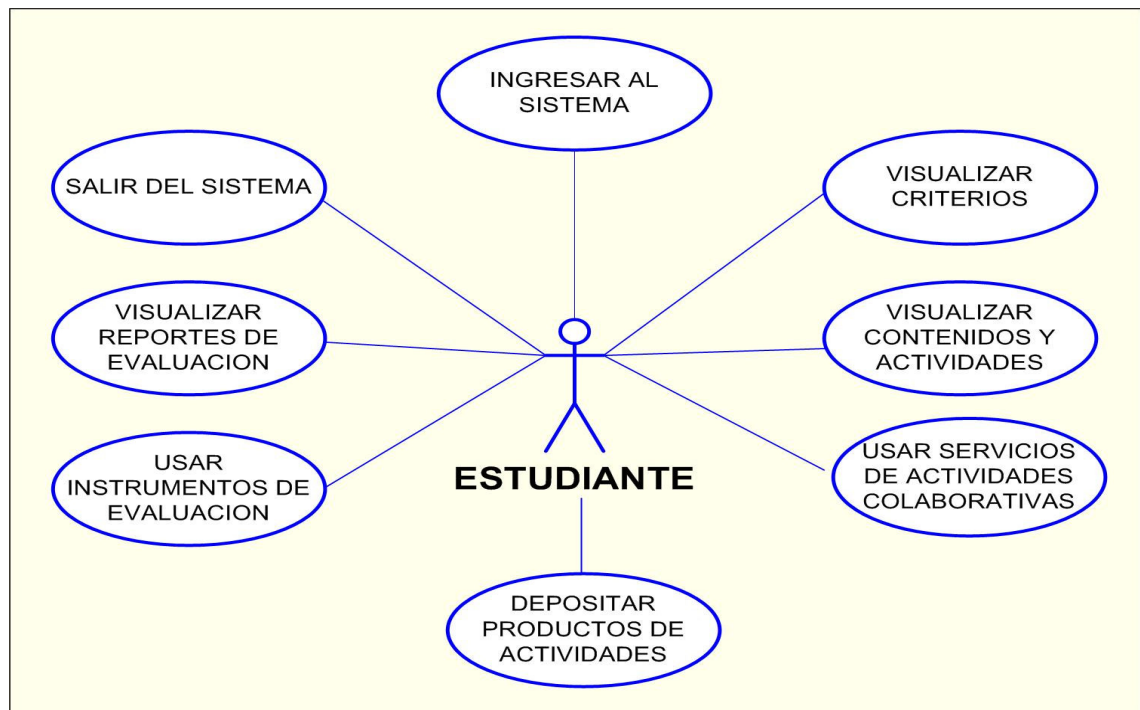 INGRESAR AL
SISTEMA
SALIR DEL SISTEMA
VISUALIZAR
CRITERIOS
VISUALIZAR
REPORTES DE
EVALUACION
VISUALIZAR
CONTENIDOS Y
ACTIVIDADES
USAR
INSTRUMENTOS DE
EVALUACION
ESTUDIANTE
USAR SERVICIOS
DE ACTIVIDADES
COLABORATIVAS
DEPOSITAR
PRODUCTOS DE
ACTIVIDADES